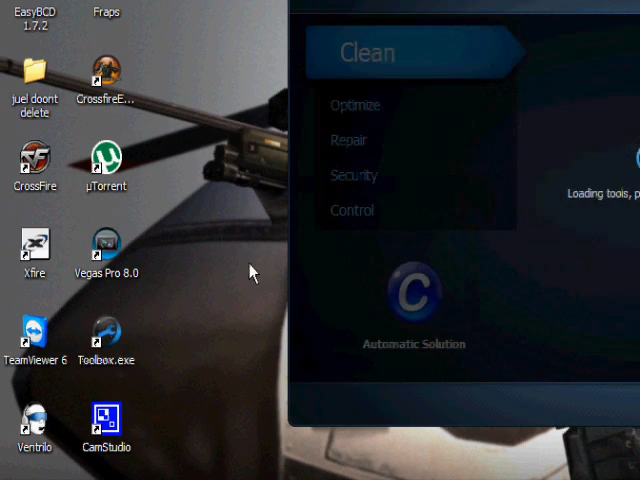 EasyBCD
1.7.2
Fraps
juel doont
delete
CrossfireE...
CrossFire
µTorrent
Xfire
Vegas Pro 8.0
TeamViewer 6
Toolbox.exe
Ventrilo
CamStudio
Clean
Optimize
Repair
Security
Control
Loading tools, p
C
Automatic Solution